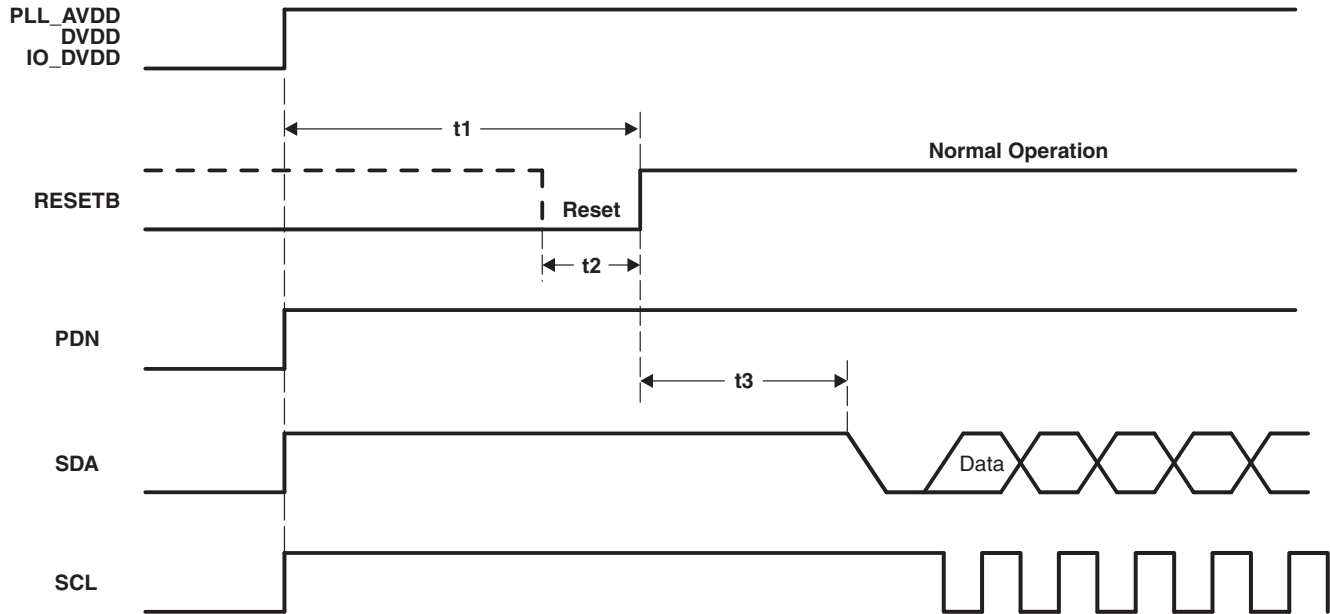 PLL_AVDD
DVDD
IO_DVDD
t1
Normal Operation
RESETB
Reset
t2
PDN
t3
SDA
Data
SCL